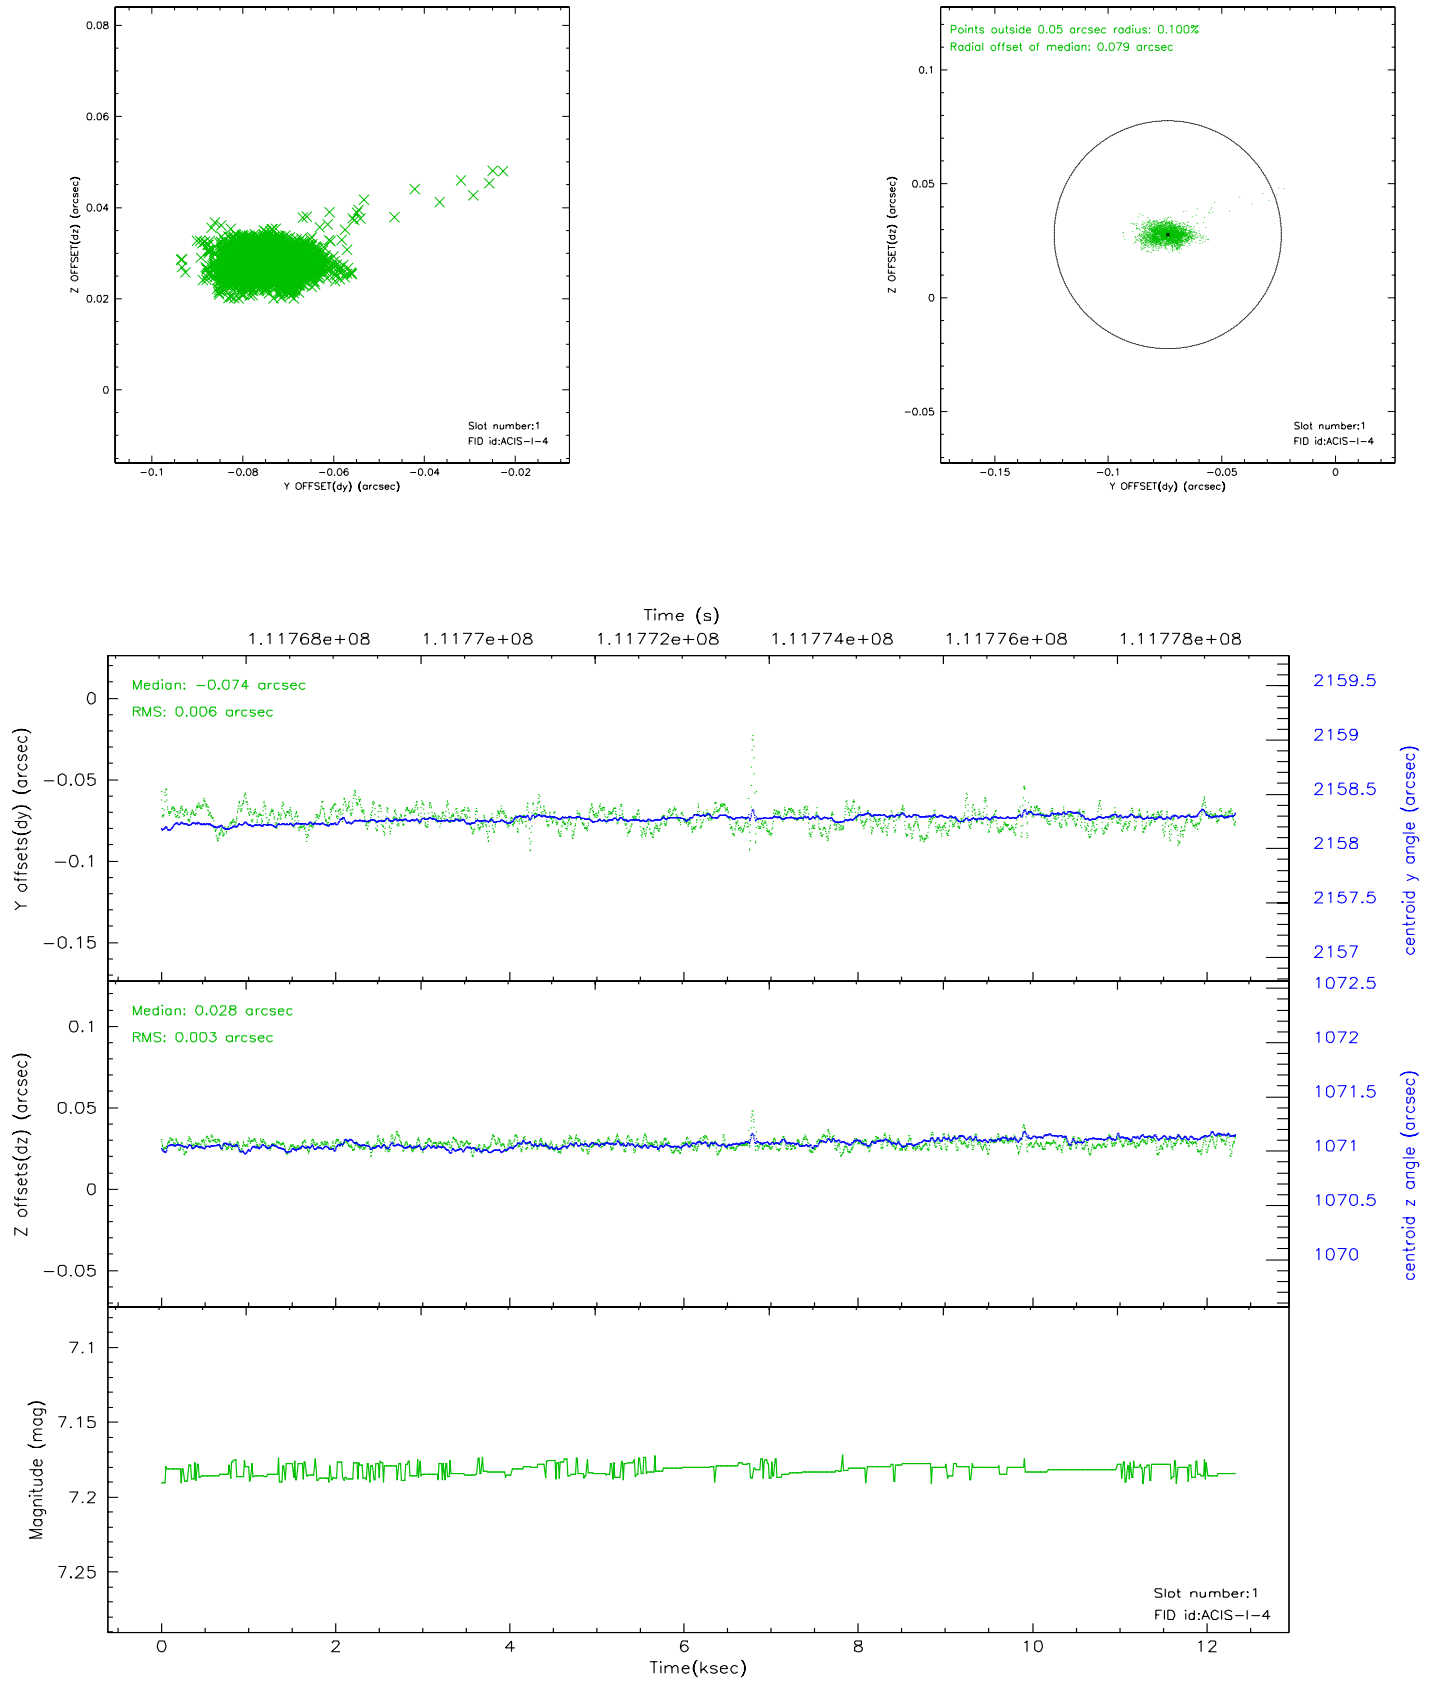 0.08
0.06
0.04
0.02
0
Z OFFSET(dz) (arcsec)
Slot number:1
FID id:ACIS-I-4
-0.1 -0.08 -0.06 -0.04 -0.02
Y OFFSET(dy) (arcsec)
Points outside 0.05 arcsec radius: 0.100%
Radial offset of median: 0.079 arcsec
0.1
0.05
0
-0.05
Z OFFSET(dz) (arcsec)
Slot number:1
FID id:ACIS-I-4
-0.15 -0.1 -0.05 0
Y OFFSET(dy) (arcsec)
Time (s)
1.11768e+08 1.1177e+08 1.11772e+08 1.11774e+08 1.11776e+08 1.11778e+08
Median: -0.074 arcsec
RMS: 0.006 arcsec
0
-0.05
-0.1
-0.15
Y offsets(dy) (arcsec)
2159.5
2159
2158.5
2158
2157.5
2157
centroid y angle (arcsec)
Median: 0.028 arcsec
RMS: 0.003 arcsec
0.1
0.05
0
-0.05
Z offsets(dz) (arcsec)
1072.5
1072
1071.5
1071
1070.5
1070
centroid z angle (arcsec)
7.1
7.15
7.2
7.25
Magnitude (mag)
Slot number:1
FID id:ACIS-I-4
0 2 4 6 8 10 12
Time(ksec)